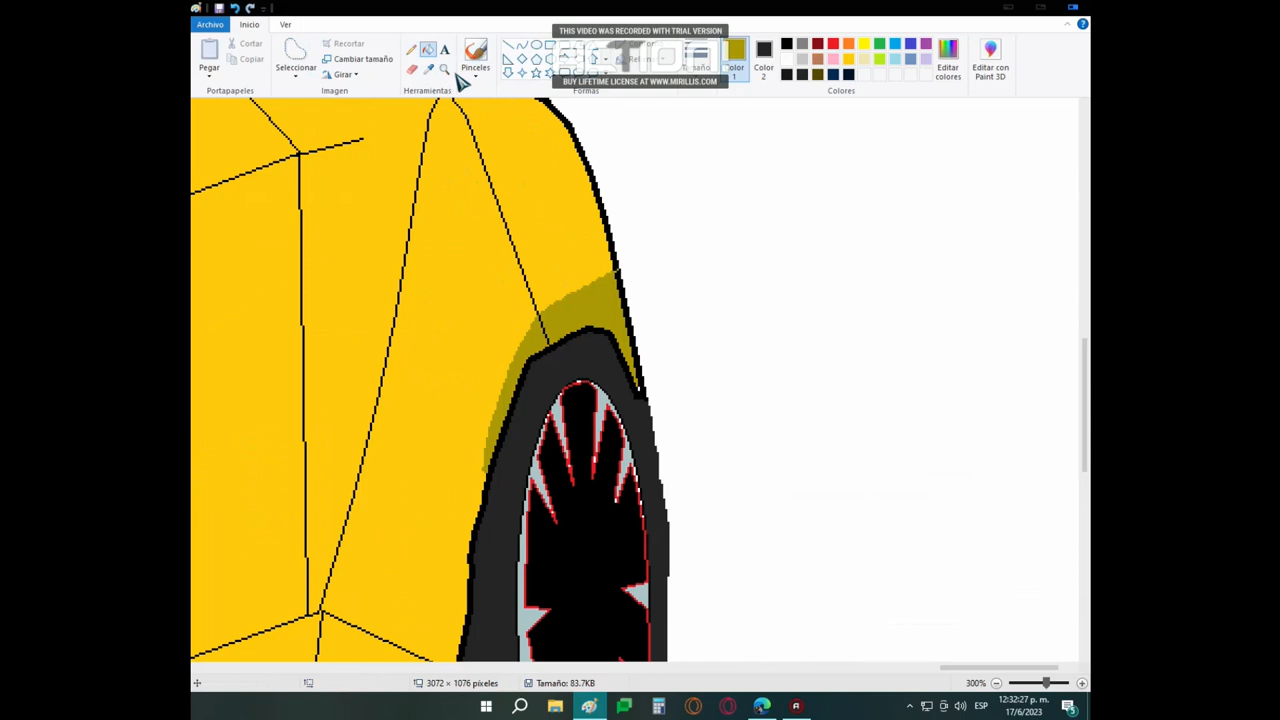 Archivo Inicio Ver
THIS VIDEO WAS RECORDED WITH TRIAL VERSION
BUY LIFETIME LICENSE AT WWW.MIRILLIS.COM
Pegar
Cortar
Copiar
Portapapeles
Seleccionar
Recortar
Cambiar tamaño
Girar
Imagen
A
Herramientas
Pinceles
Formas
Tamaño
Color
1
Color
2
Editar
colores
Colores
Editar con
Paint 3D
3072 × 1076 píxeles
Tamaño: 83.7KB
300%
ESP
12:32:27 p. m.
17/6/2023